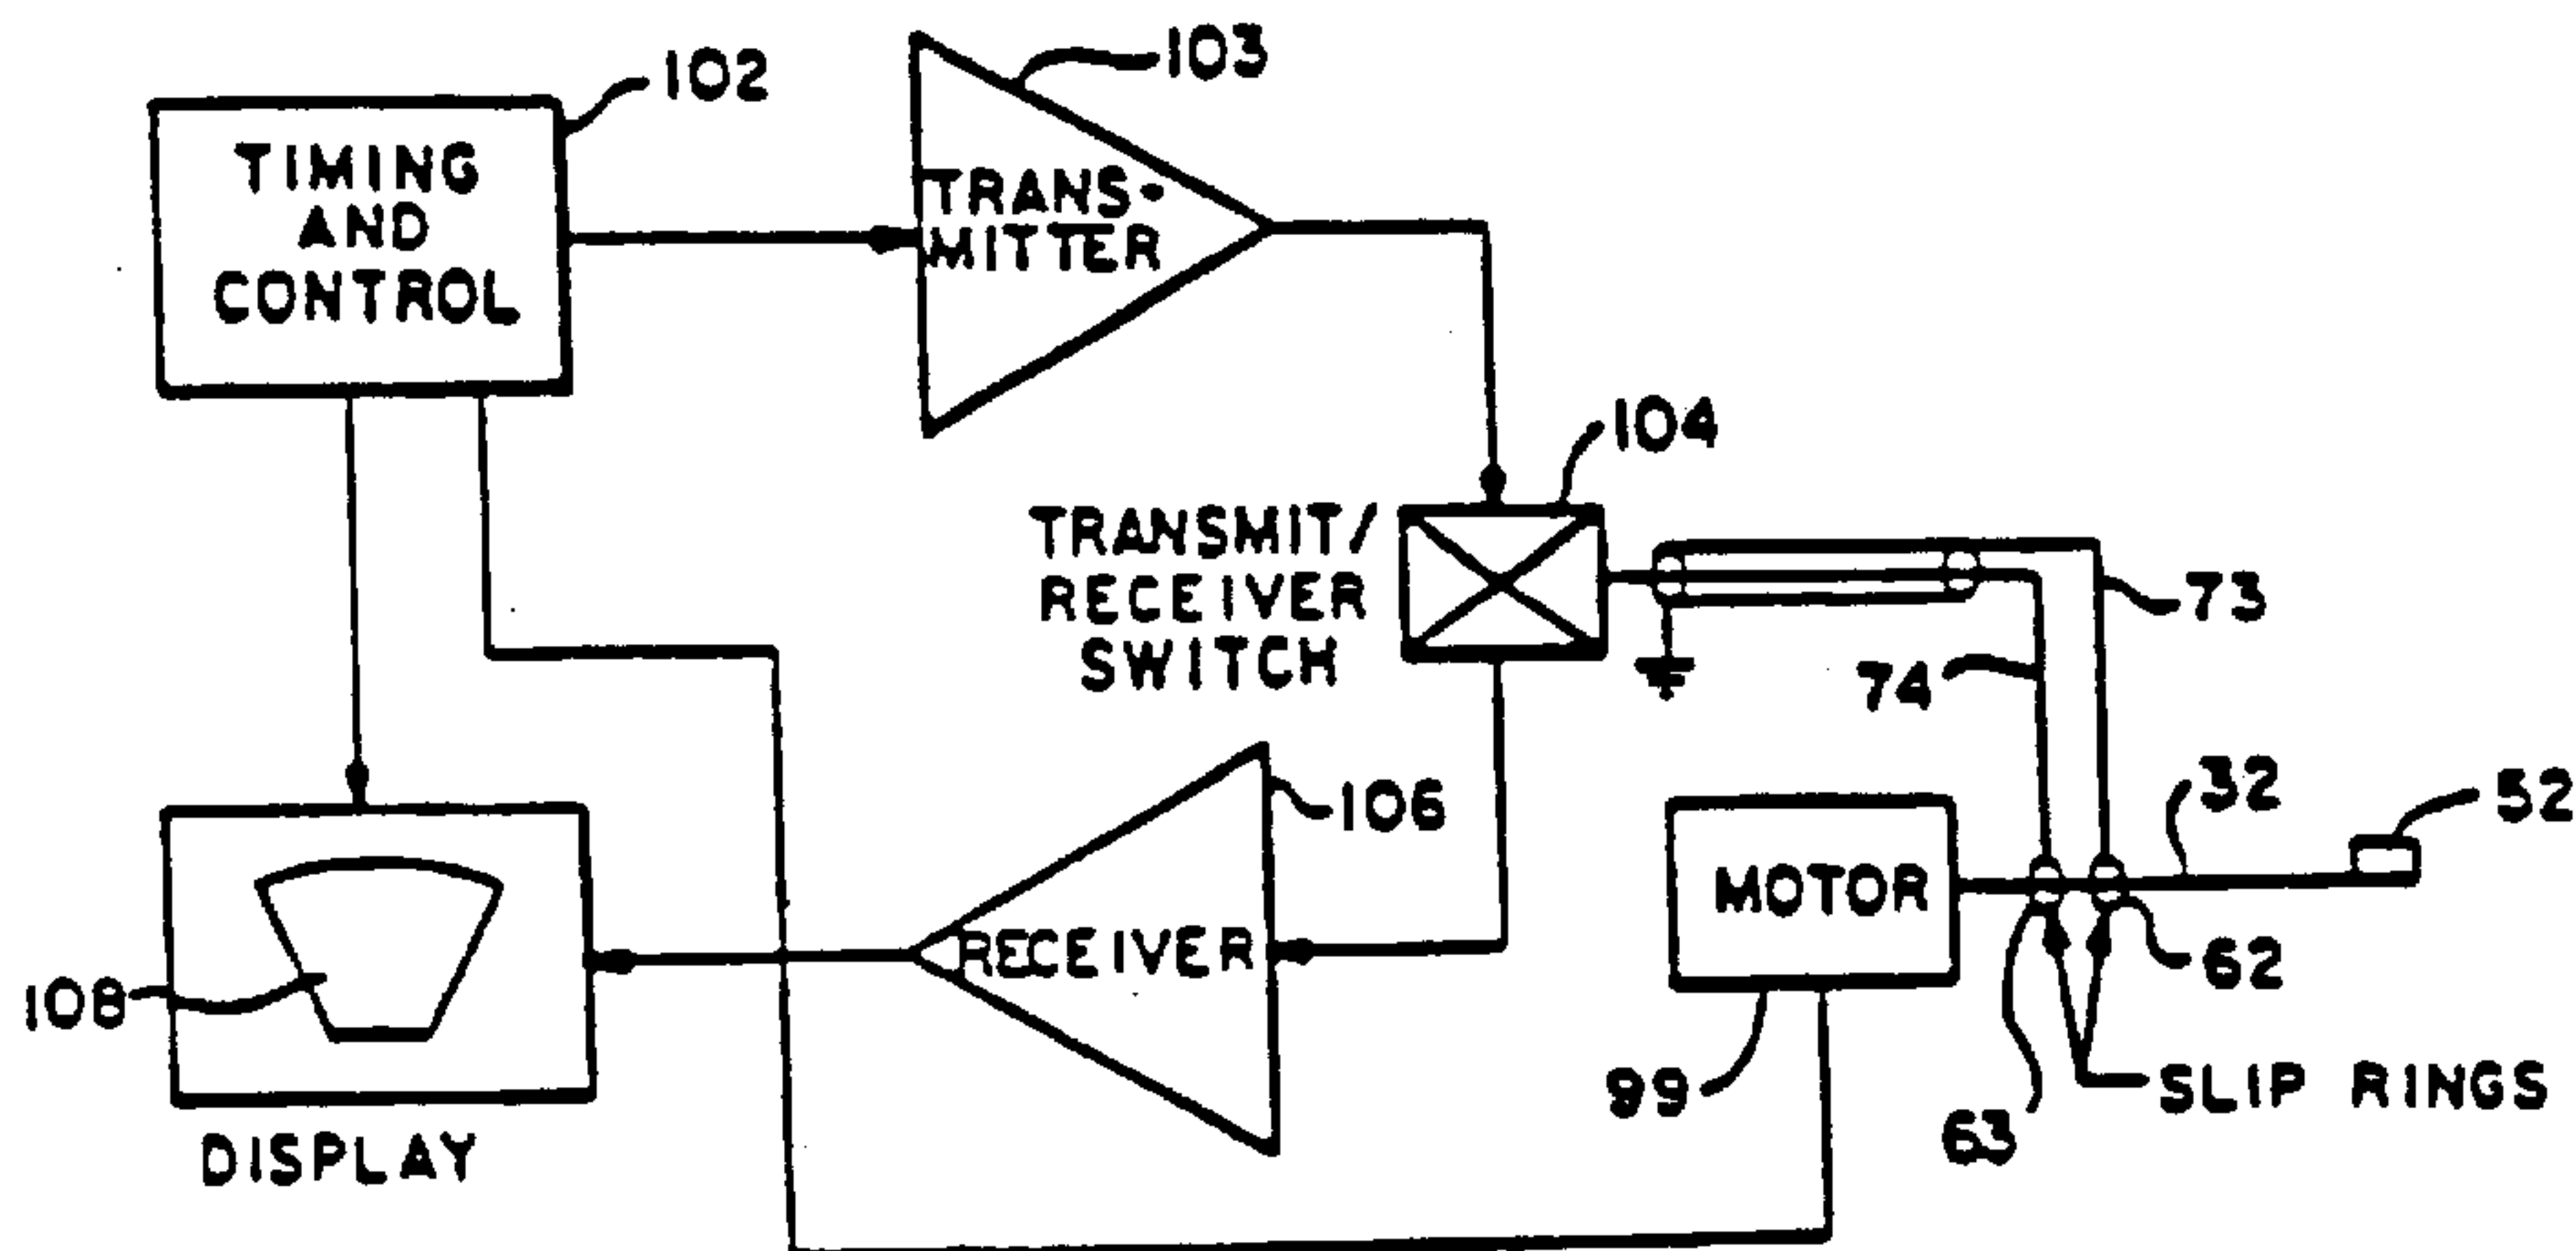 102
TIMING
AND
CONTROL
103
TRANS-
MITTER
104
TRANSMIT/
RECEIVER
SWITCH
73
74
32
52
106
MOTOR
RECEIVER
62
108
99
SLIP RINGS
63
DISPLAY